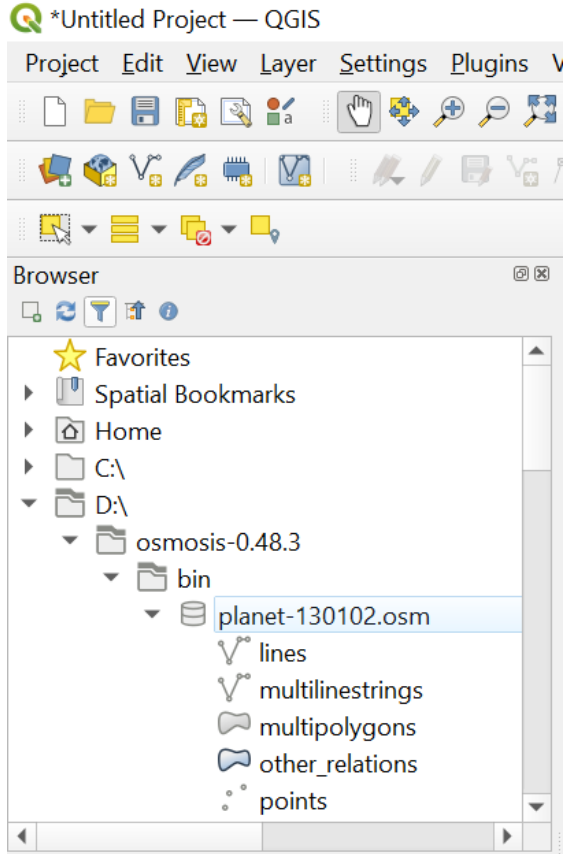 *Untitled Project — QGIS
Project Edit View Layer Settings Plugins
a
Browser
Favorites
Spatial Bookmarks
Home
C:\
D:\
osmosis-0.48.3
bin
planet-130102.osm
lines
multilinestrings
multipolygons
other_relations
points